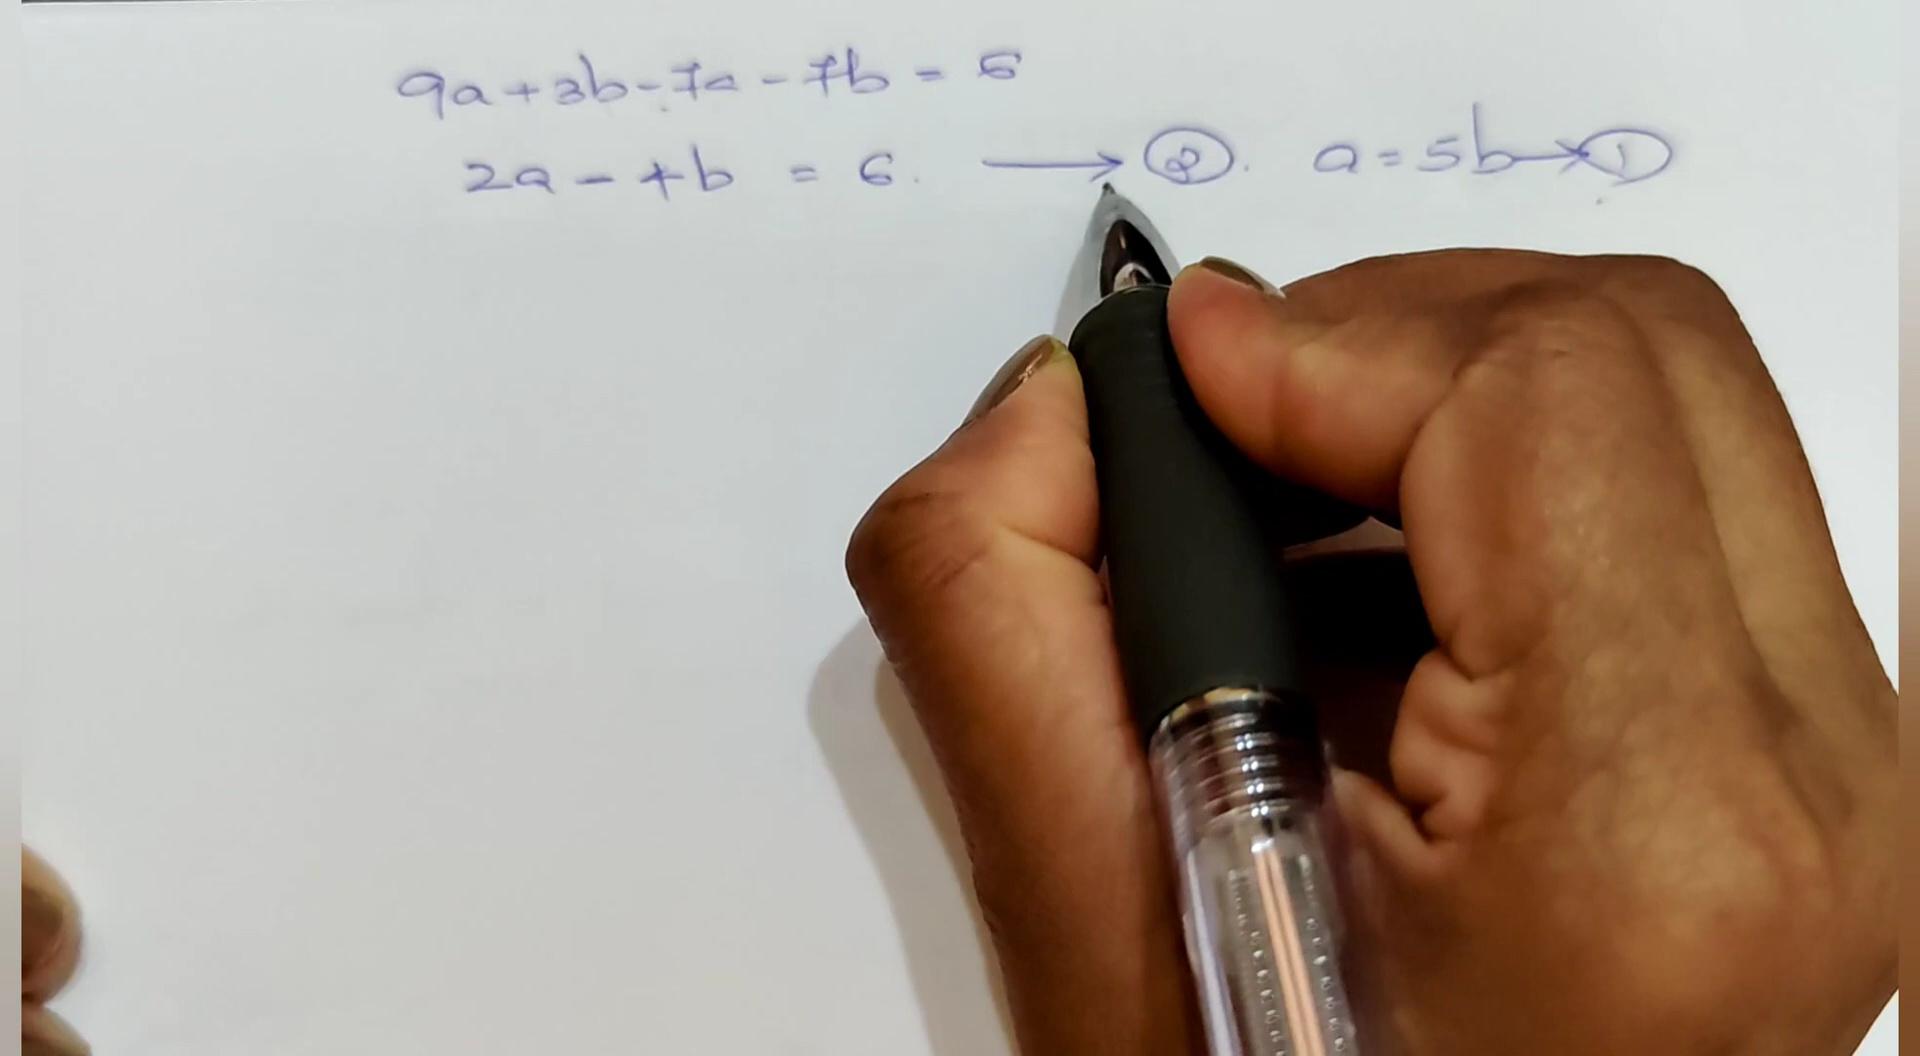 9a+3b-7a-7b = 6
2a - 4b = 6. → ②. a=5b→①